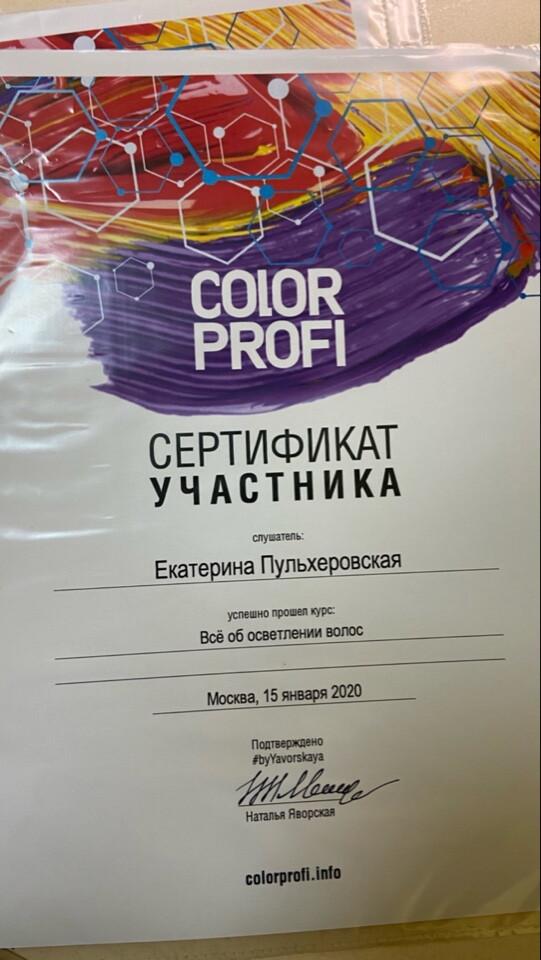 COLOR
PROFI
СЕРТИФИКАТ
УЧАСТНИКА
слушатель:
Екатерина Пульхеровская
успешно прошел курс:
Всё об осветлении волос
Москва, 15 января 2020
Подтверждено
#byYavorskaya
Наталья Яворская
colorprofi.info